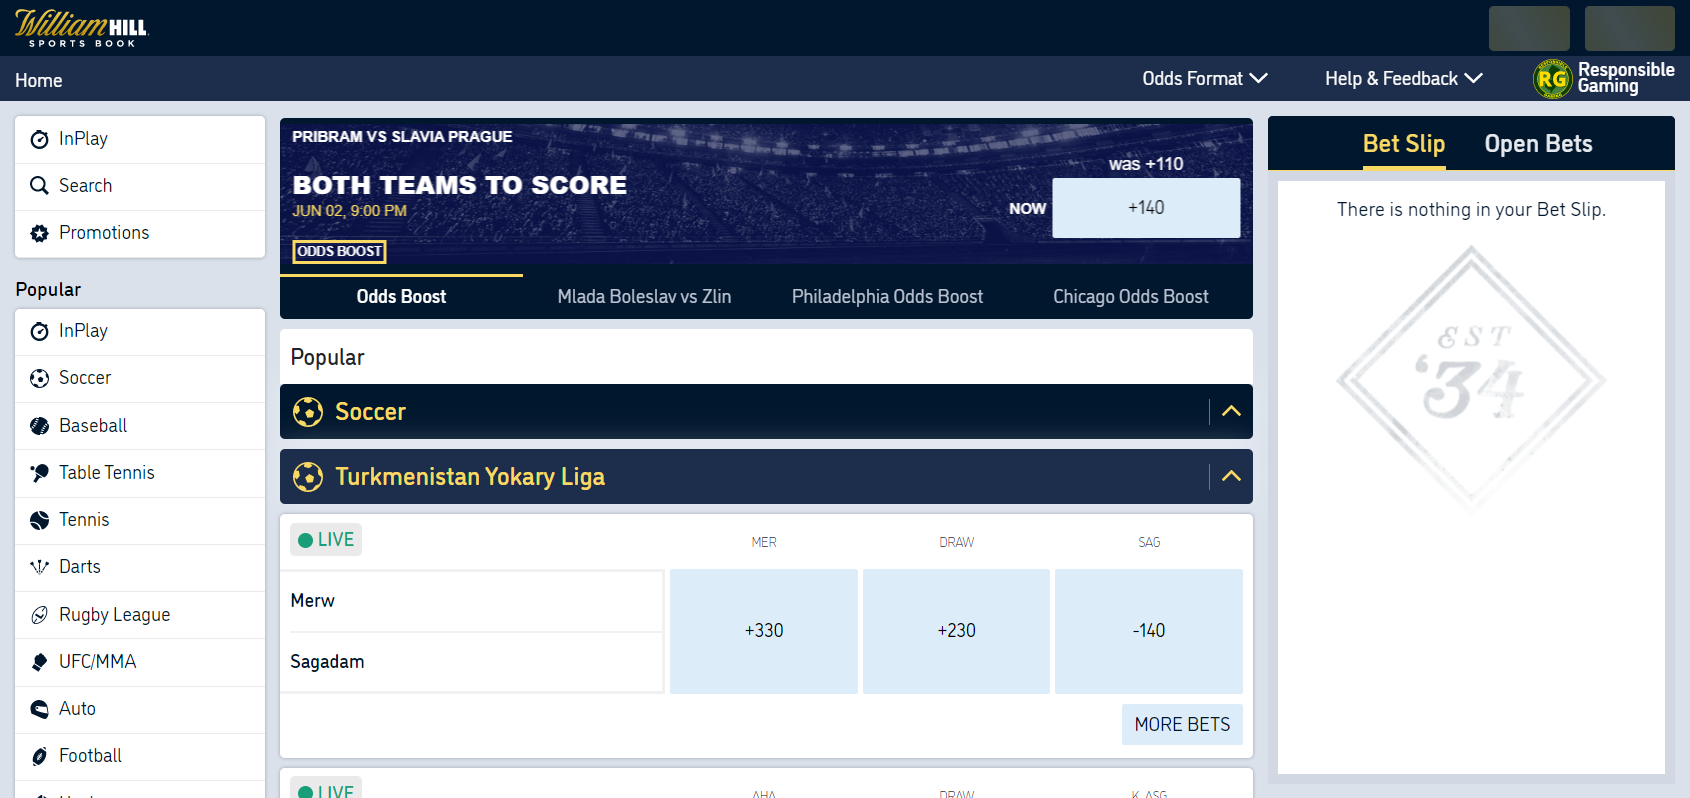 William HILL
SPORTS BOOK
Home
Odds Format
Help & Feedback
RG
Responsible
Gaming
InPlay
Search
Promotions
Popular
InPlay
Soccer
Baseball
Table Tennis
Tennis
Darts
Rugby League
UFC/MMA
Auto
Football
PRIBRAM VS SLAVIA PRAGUE
BOTH TEAMS TO SCORE
JUN 02, 9:00 PM
ODDS BOOST
was +110
NOW
+140
Odds Boost
Mlada Boleslav vs Zlin
Philadelphia Odds Boost
Chicago Odds Boost
Popular
Soccer
Turkmenistan Yokary Liga
LIVE
MER
DRAW
SAG
Merw
Sagadam
+330
+230
-140
MORE BETS
LIVE
AHA
DRAW
K. ASG
Bet Slip
Open Bets
There is nothing in your Bet Slip.
EST
'34